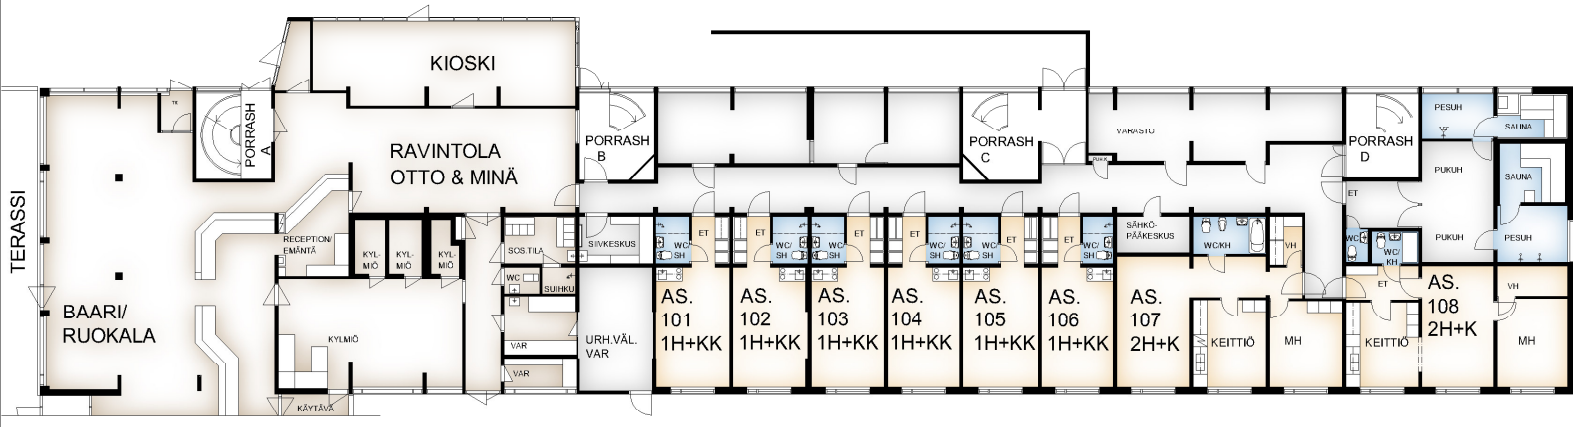 TERASSI
TK
KIOSKI
PORRASH
A
RAVINTOLA
OTTO & MINÄ
PORRASH
B
PORRASH
C
VARASTO
PUH.K
PORRASH
D
PESUH
SAUNA
PUKUH
SAUNA
PUKUH
PESUH
ET
RECEPTION/
EMÄNTÄ
KYL-
MIÖ
KYL-
MIÖ
KYL-
MIÖ
SOS.TILA
SIIV.KESKUS
WC
SUIHKU
VAR
VAR
KYLMIÖ
KÄYTÄVÄ
BAARI/
RUOKALA
URH.VÄL.
VAR
WC/
SH
ET
AS.
101
1H+KK
ET
WC/
SH
AS.
102
1H+KK
WC/
SH
ET
AS.
103
1H+KK
ET
WC/
SH
AS.
104
1H+KK
WC/
SH
ET
AS.
105
1H+KK
ET
WC/
SH
AS.
106
1H+KK
SÄHKÖ-
PÄÄKESKUS
WC/KH
VH
AS.
107
2H+K
KEITTIÖ
MH
WC
WC/
KH
ET
AS.
108
2H+K
KEITTIÖ
VH
MH